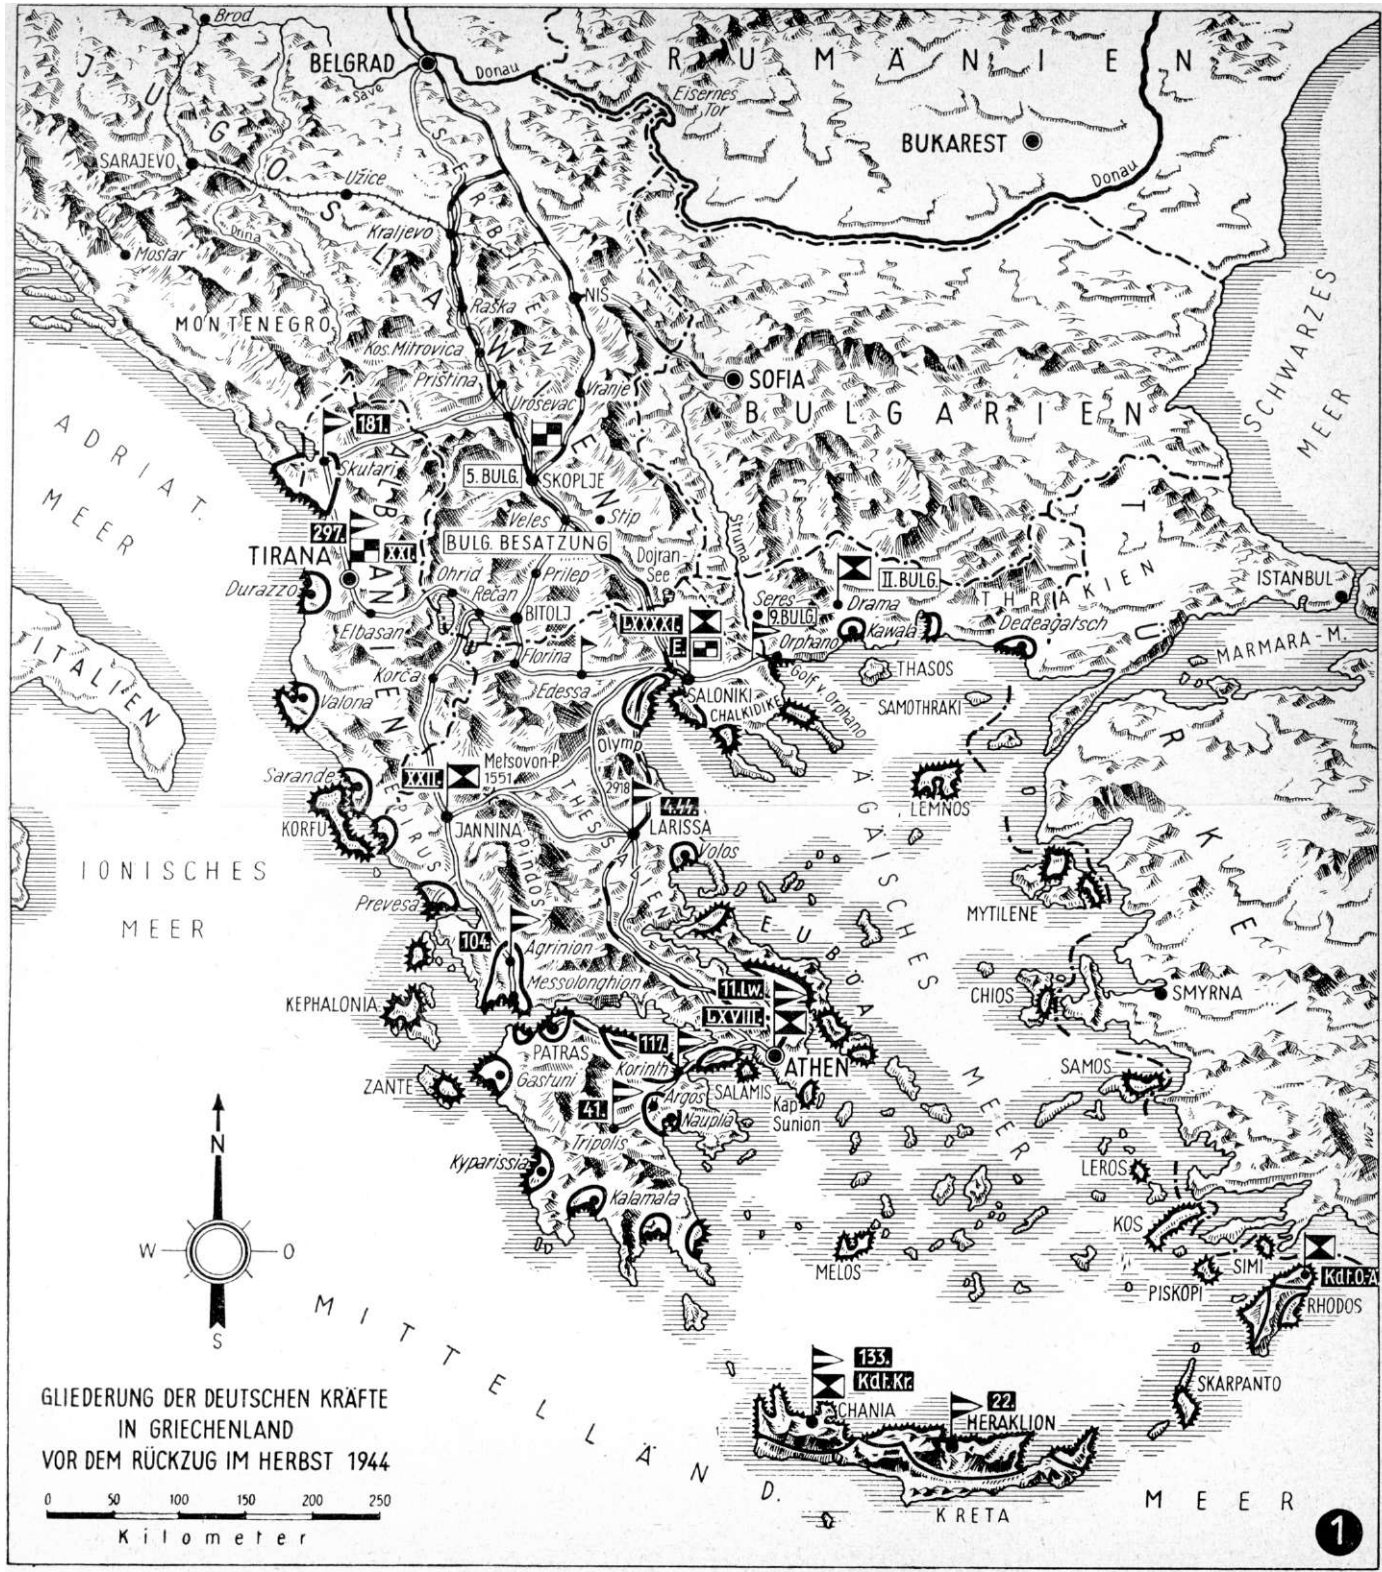 Brod
BELGRAD
Save
Donau
RUMÄNIEN
Eisernes
Tor
BUKAREST
Donau
JUGOSLAWIEN
SERBIEN
SARAJEVO
Užice
Drina
Mostar
Kraljevo
Raška
NIŠ
MONTENEGRO
Kos. Mitrovica
Priština
Uroševac
Vranje
SOFIA
BULGARIEN
SCHWARZES
MEER
ADRIAT.
MEER
181.
Skutari
ALBANIEN
5. BULG.
SKOPLJE
297.
XXI.
TIRANA
Veles
Stip
BULG. BESATZUNG
Struma
Dojran-
See
Durazzo
Ohrid
Rečan
Prilep
BITOLJ
Elbasan
LXXXXI.
E.
Seres
9. BULG.
II. BULG.
Drama
Kawala
Orphano
THRAKIEN
Dedeagatsch
TÜRKEI
ISTANBUL
MARMARA-M.
ITALIEN
Florina
Edessa
Korča
SALONIKI
CHALKIDIKE
Golf v. Orphano
THASOS
SAMOTHRAKI
Valona
Olymp
2918
XXII.
Metsovon-P.
1551
Sarande
KORFU
EPIRUS
JANNINA
Pindos
THESSALIEN
4.SS.
LARISSA
Volos
ÄGÄISCHES MEER
LEMNOS
IONISCHES
MEER
Prevesa
104.
Agrinion
Messolonghion
MYTILENE
EUBÖA
11.Lw.
LXVIII.
KEPHALONIA
CHIOS
SMYRNA
PATRAS
117.
Korinth
ATHEN
SALAMIS
Kap
Sunion
ZANTE
Gastuni
41.
Argos
Nauplia
Tripolis
SAMOS
Kyparissia
Kalamata
LEROS
KOS
MELOS
PISKOPI
SIMI
Kdt.O.-Ä
RHODOS
N
W
O
S
MITTELLÄND. MEER
133.
Kdt.Kr.
CHANIA
22.
HERAKLION
SKARPANTO
KRETA
GLIEDERUNG DER DEUTSCHEN KRÄFTE
IN GRIECHENLAND
VOR DEM RÜCKZUG IM HERBST 1944
0 50 100 150 200 250
Kilometer
1